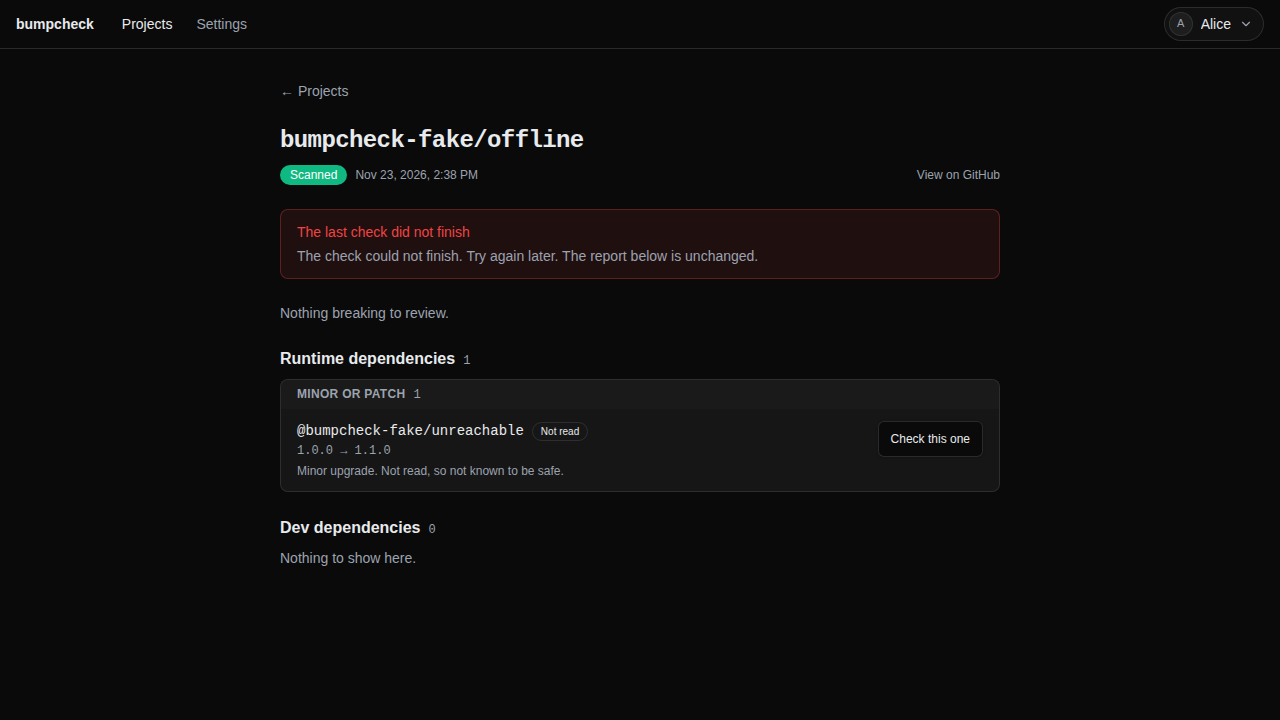 bumpcheck Projects Settings A Alice
← Projects
bumpcheck-fake/offline
Scanned Nov 23, 2026, 2:38 PM View on GitHub
The last check did not finish
The check could not finish. Try again later. The report below is unchanged.
Nothing breaking to review.
Runtime dependencies 1
MINOR OR PATCH 1
@bumpcheck-fake/unreachable Not read
Check this one
1.0.0 → 1.1.0
Minor upgrade. Not read, so not known to be safe.
Dev dependencies 0
Nothing to show here.